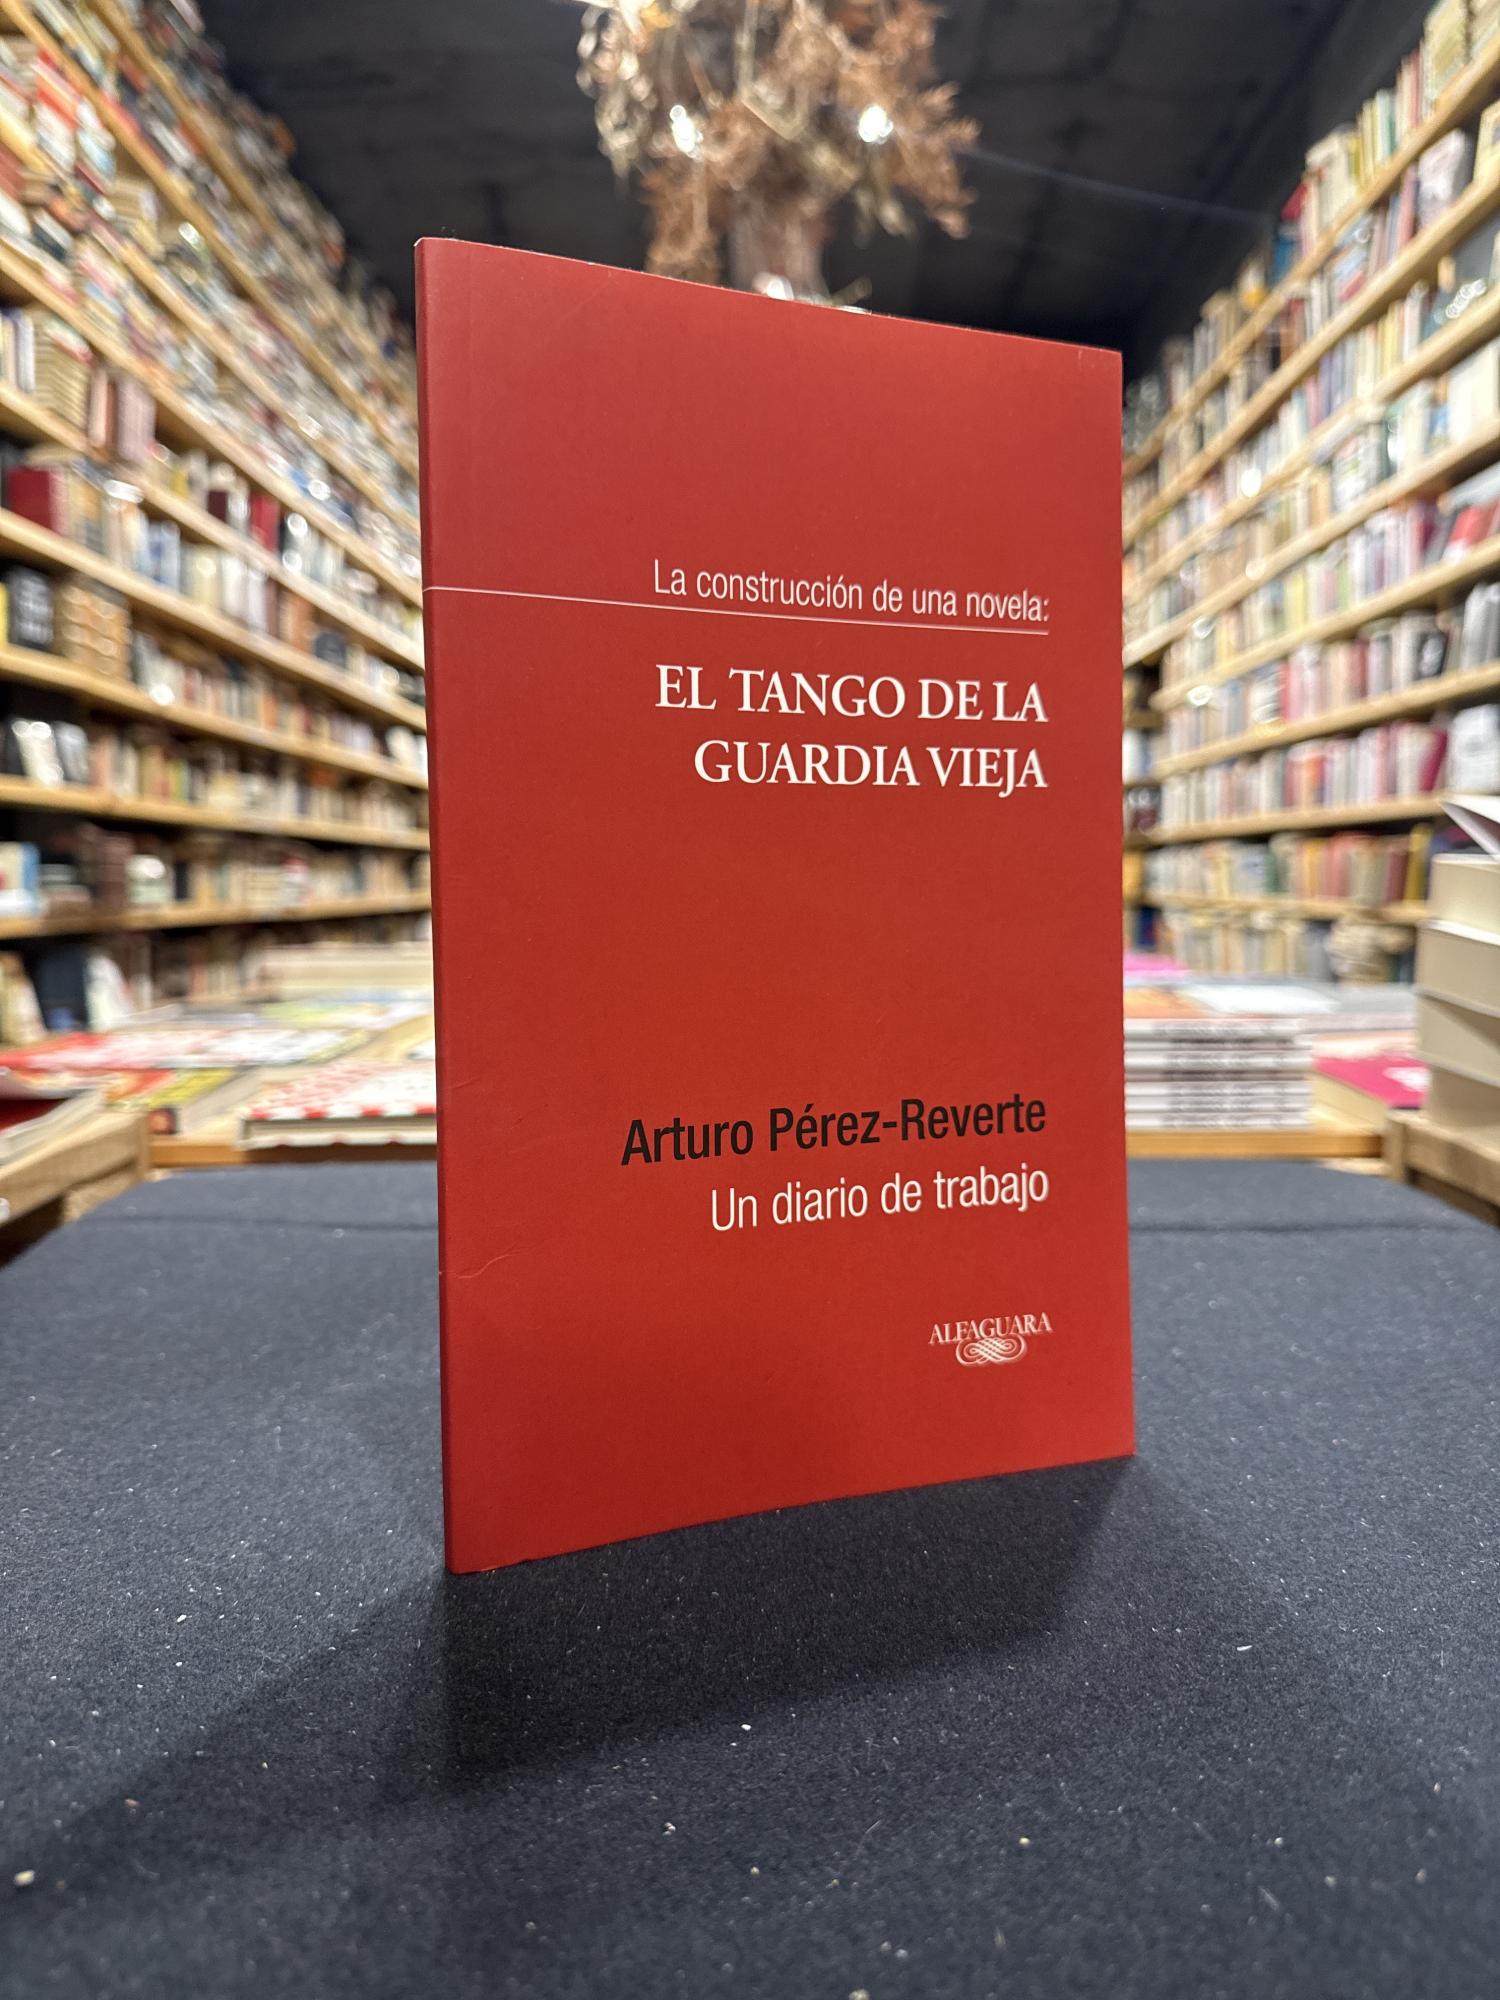 La construcción de una novela:
EL TANGO DE LA
GUARDIA VIEJA
Arturo Pérez-Reverte
Un diario de trabajo
ALFAGUARA